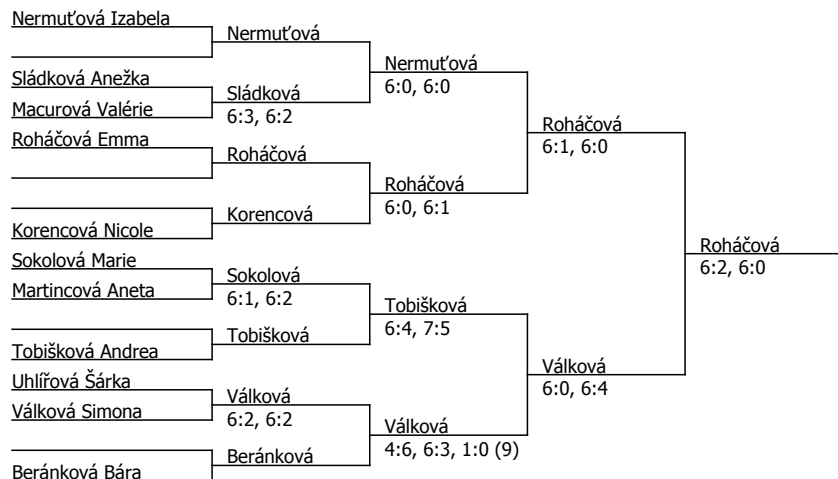 Nermuťová Izabela
Nermuťová
Nermuťová
6:0, 6:0
Sládková Anežka
Sládková
6:3, 6:2
Macurová Valérie
Roháčová
6:1, 6:0
Roháčová Emma
Roháčová
Roháčová
6:0, 6:1
Korencová
Korencová Nicole
Roháčová
6:2, 6:0
Sokolová Marie
Sokolová
6:1, 6:2
Martincová Aneta
Tobišková
6:4, 7:5
Tobišková
Tobišková Andrea
Válková
6:0, 6:4
Uhlířová Šárka
Válková
6:2, 6:2
Válková Simona
Válková
4:6, 6:3, 1:0 (9)
Beránková
Beránková Bára